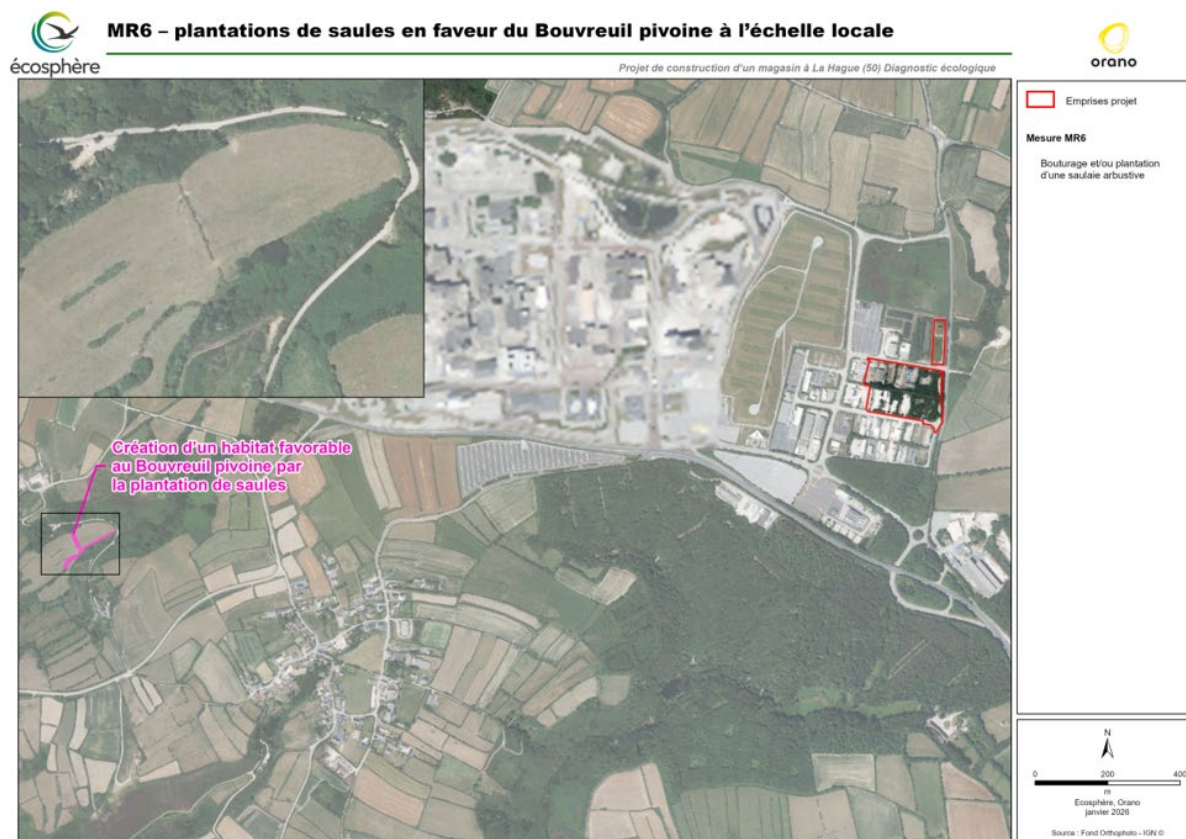 MR6 – plantations de saules en faveur du Bouvreuil pivoine à l'échelle locale
écosphère
Projet de construction d'un magasin à La Hague (50) Diagnostic écologique
orano
Emprises projet
Mesure MR6
Bouturage et/ou plantation
d'une saulaie arbustive
Création d'un habitat favorable
au Bouvreuil pivoine par
la plantation de saules
N
0 200 400
m
Ecosphère, Orano
janvier 2026
Source : Fond Orthophoto - IGN ©